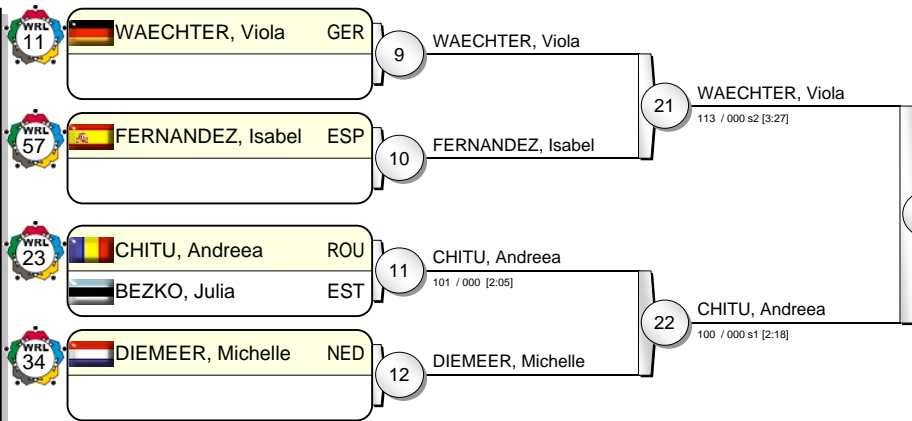 WRL
11
WAECHTER, Viola GER
9
WAECHTER, Viola
21
WAECHTER, Viola
113 / 000 s2 [3:27]
WRL
57
FERNANDEZ, Isabel ESP
10
FERNANDEZ, Isabel
WRL
23
CHITU, Andreea ROU
BEZKO, Julia EST
11
CHITU, Andreea
101 / 000 [2:05]
22
CHITU, Andreea
100 / 000 s1 [2:18]
WRL
34
DIEMEER, Michelle NED
12
DIEMEER, Michelle